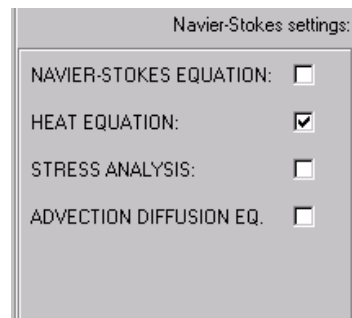 Navier-Stokes settings:
NAVIER-STOKES EQUATION:
HEAT EQUATION:
STRESS ANALYSIS:
ADVECTION DIFFUSION EQ.